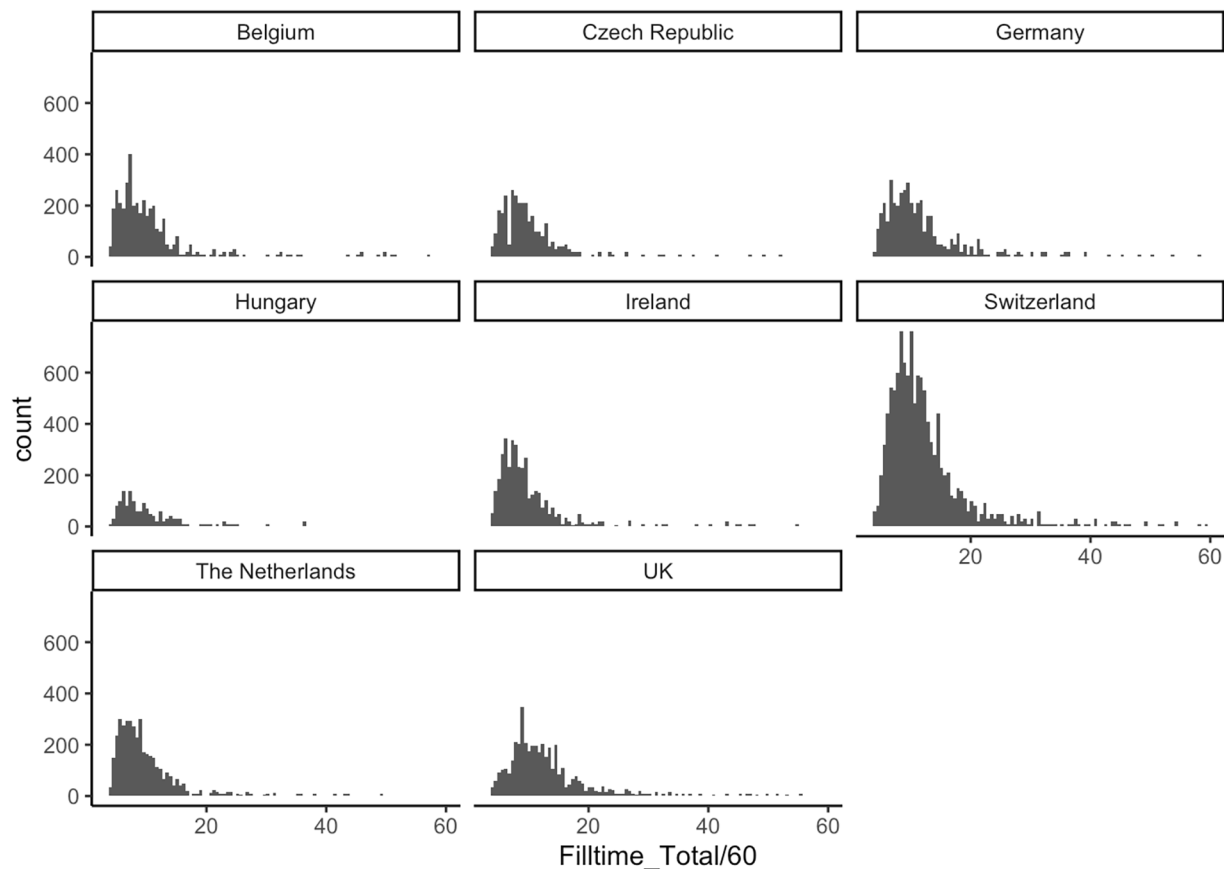 Belgium Czech Republic Germany
600
400
200
0
Hungary Ireland Switzerland
600
400
200
0
count
20 40 60
The Netherlands UK
600
400
200
0
20 40 60 20 40 60
Filltime_Total/60